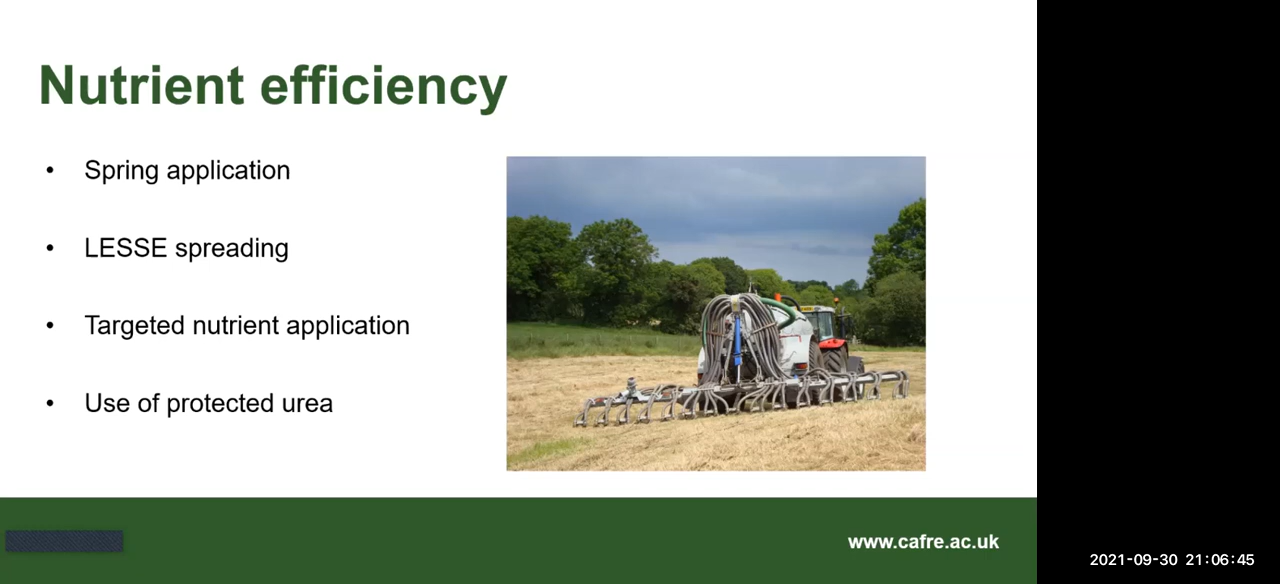 Nutrient efficiency
• Spring application
• LESSE spreading
• Targeted nutrient application
• Use of protected urea
www.cafre.ac.uk
2021-09-30 21:06:45